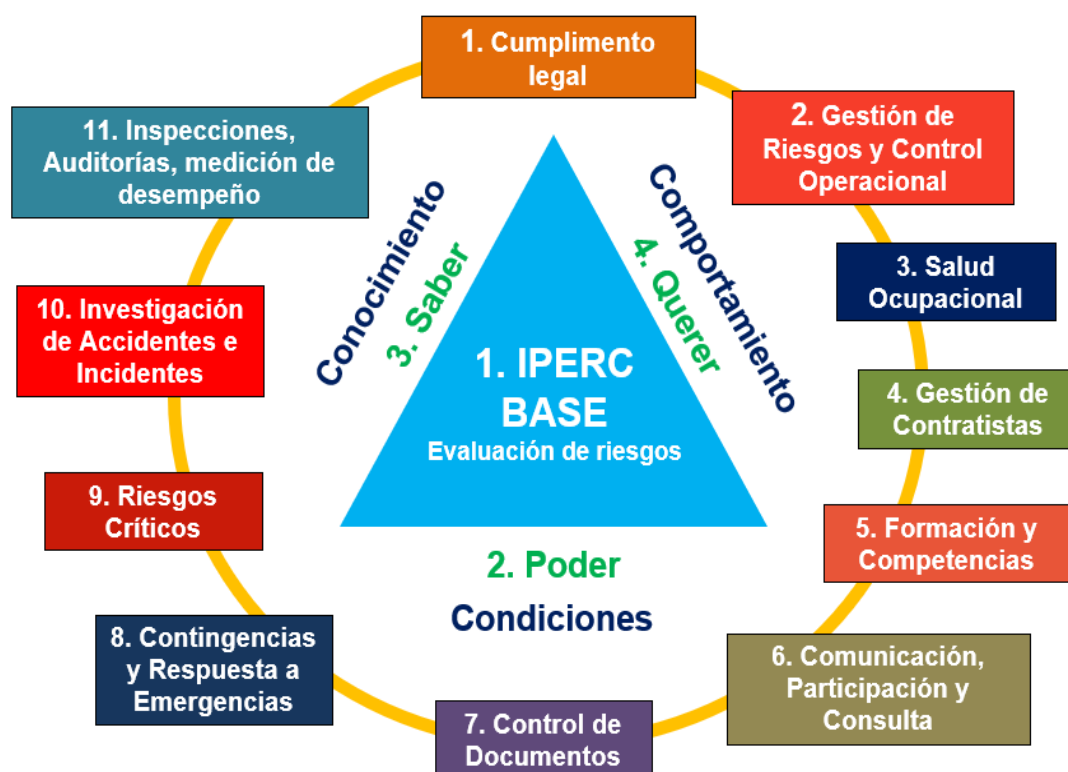 1. Cumplimento
legal
2. Gestión de
Riesgos y Control
Operacional
3. Salud
Ocupacional
4. Gestión de
Contratistas
5. Formación y
Competencias
6. Comunicación,
Participación y
Consulta
7. Control de
Documentos
8. Contingencias
y Respuesta a
Emergencias
9. Riesgos
Críticos
10. Investigación
de Accidentes e
Incidentes
11. Inspecciones,
Auditorías, medición de
desempeño
Conocimiento
3. Saber
Comportamiento
4. Querer
1. IPERC
BASE
Evaluación de riesgos
2. Poder
Condiciones